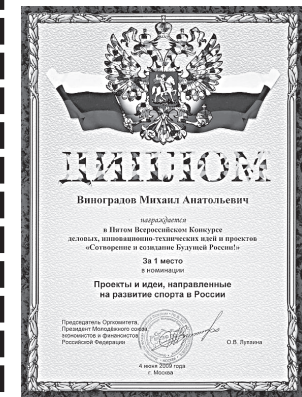 ДИПЛОМ
Виноградов Михаил Анатольевич
награждается
в Пятом Всероссийском Конкурсе
деловых, инновационно-технических идей и проектов
«Сотворение и созидание Будущей России!»
За 1 место
в номинации
Проекты и идеи, направленные
на развитие спорта в России
Председатель Оргкомитета,
Президент Молодёжного союза
экономистов и финансистов
Российской Федерации
О.В. Лупаина
4 июня 2009 года
г. Москва